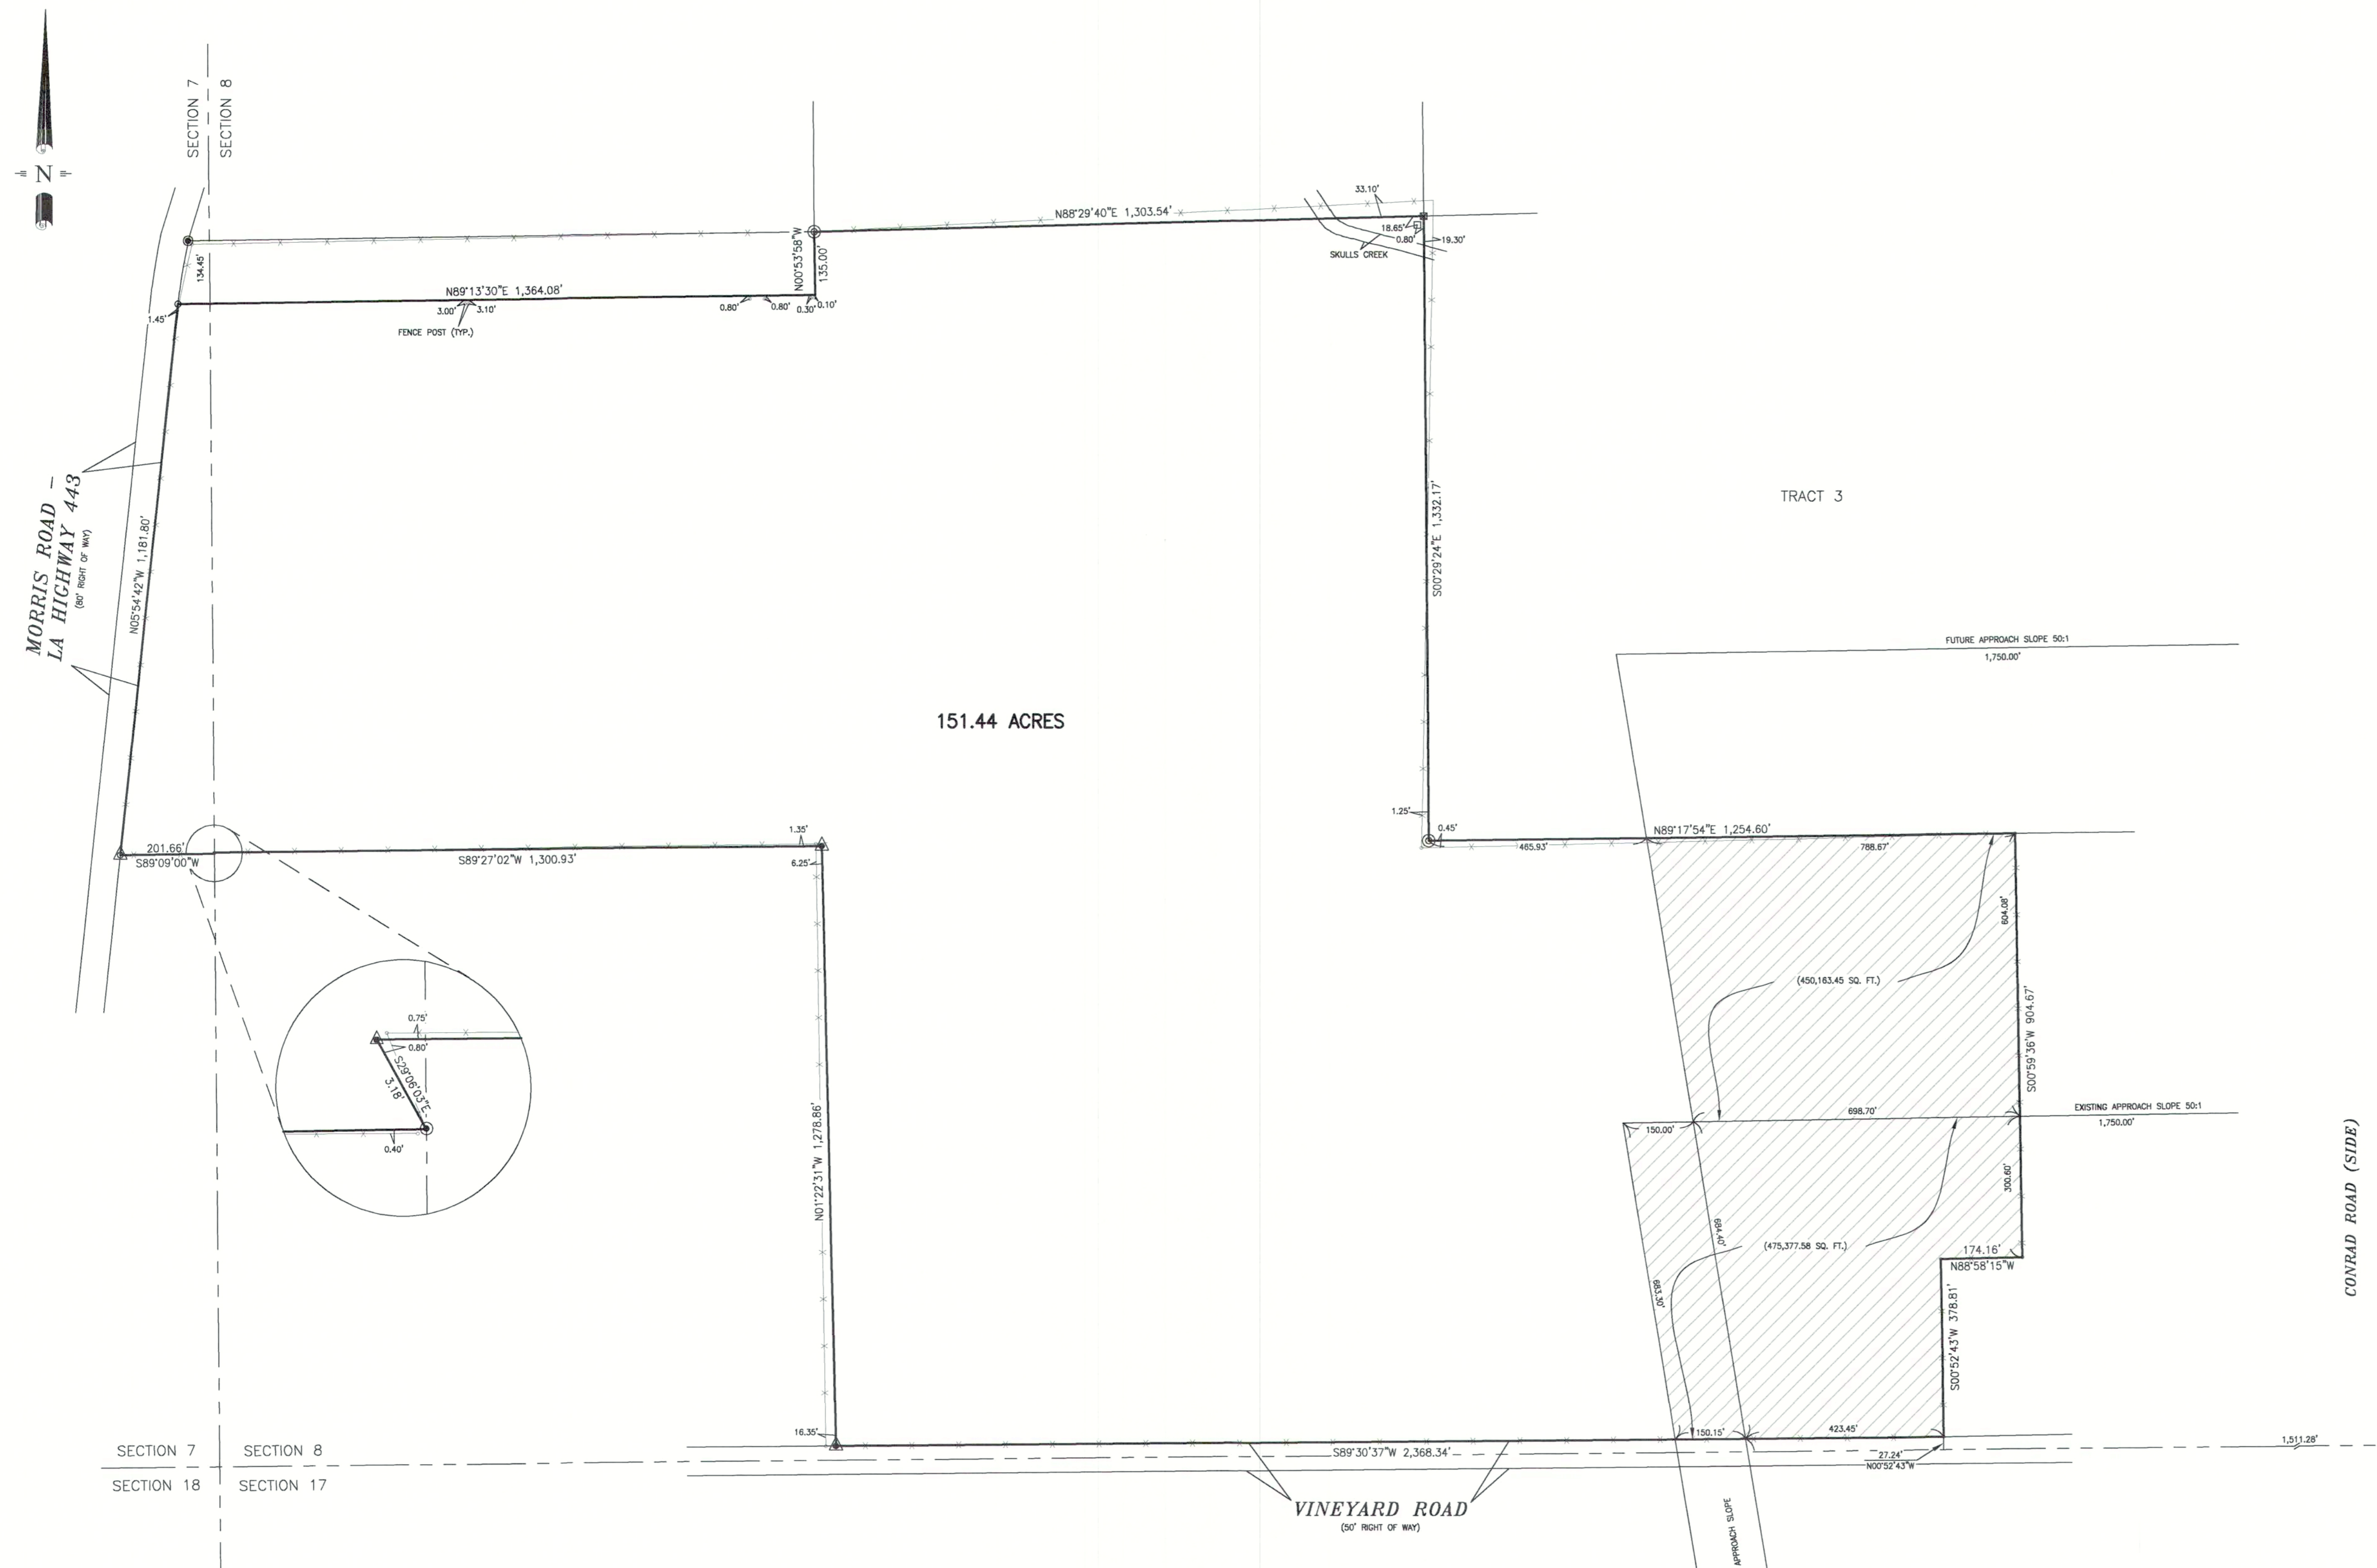 N
SECTION 7
SECTION 8
134.45'
N89°13'30"E 1,364.08'
3.00'
3.10'
FENCE POST (TYP.)
1.45'
0.80'
0.80'
0.30'
0.10'
N00°53'58"W
135.00'
N88°29'40"E 1,303.54'
33.10'
18.65'
0.80'
19.30'
SKULLS CREEK
S00°29'24"E 1,332.17'
TRACT 3
MORRIS ROAD –
LA HIGHWAY 443
(80' RIGHT OF WAY)
N05°54'42"W 1,181.80'
151.44 ACRES
FUTURE APPROACH SLOPE 50:1
1,750.00'
1.25'
0.45'
N89°17'54"E 1,254.60'
465.93'
788.67'
201.66'
S89°09'00"W
S89°27'02"W 1,300.93'
1.35'
6.25'
604.08'
(450,163.45 SQ. FT.)
S00°59'36"W 904.67'
0.75'
0.80'
S29°06'03"E
3.18'
0.40'
N01°22'31"W 1,278.86'
698.70'
150.00'
EXISTING APPROACH SLOPE 50:1
1,750.00'
300.60'
684.40'
(475,377.58 SQ. FT.)
683.30'
174.16'
N88°58'15"W
S00°52'43"W 378.81'
CONRAD ROAD (SIDE)
16.35'
S89°30'37"W 2,368.34'
150.15'
423.45'
27.24'
N00°52'43"W
1,511.28'
SECTION 7
SECTION 8
SECTION 18
SECTION 17
VINEYARD ROAD
(50' RIGHT OF WAY)
APPROACH SLOPE